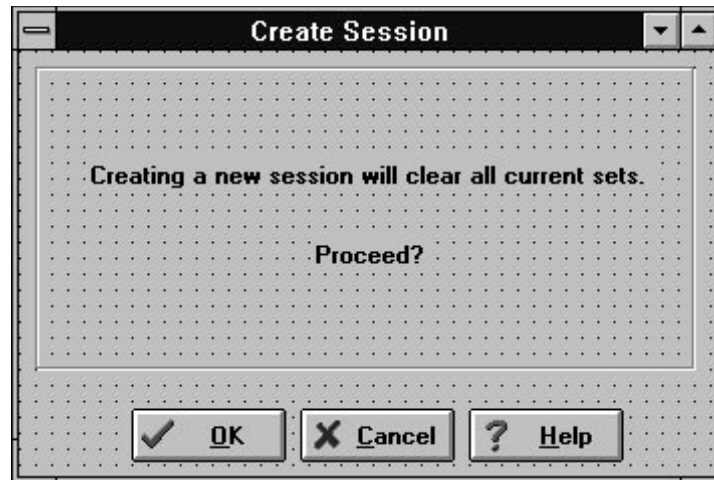 Create Session
Creating a new session will clear all current sets.
Proceed?
OK
Cancel
? Help